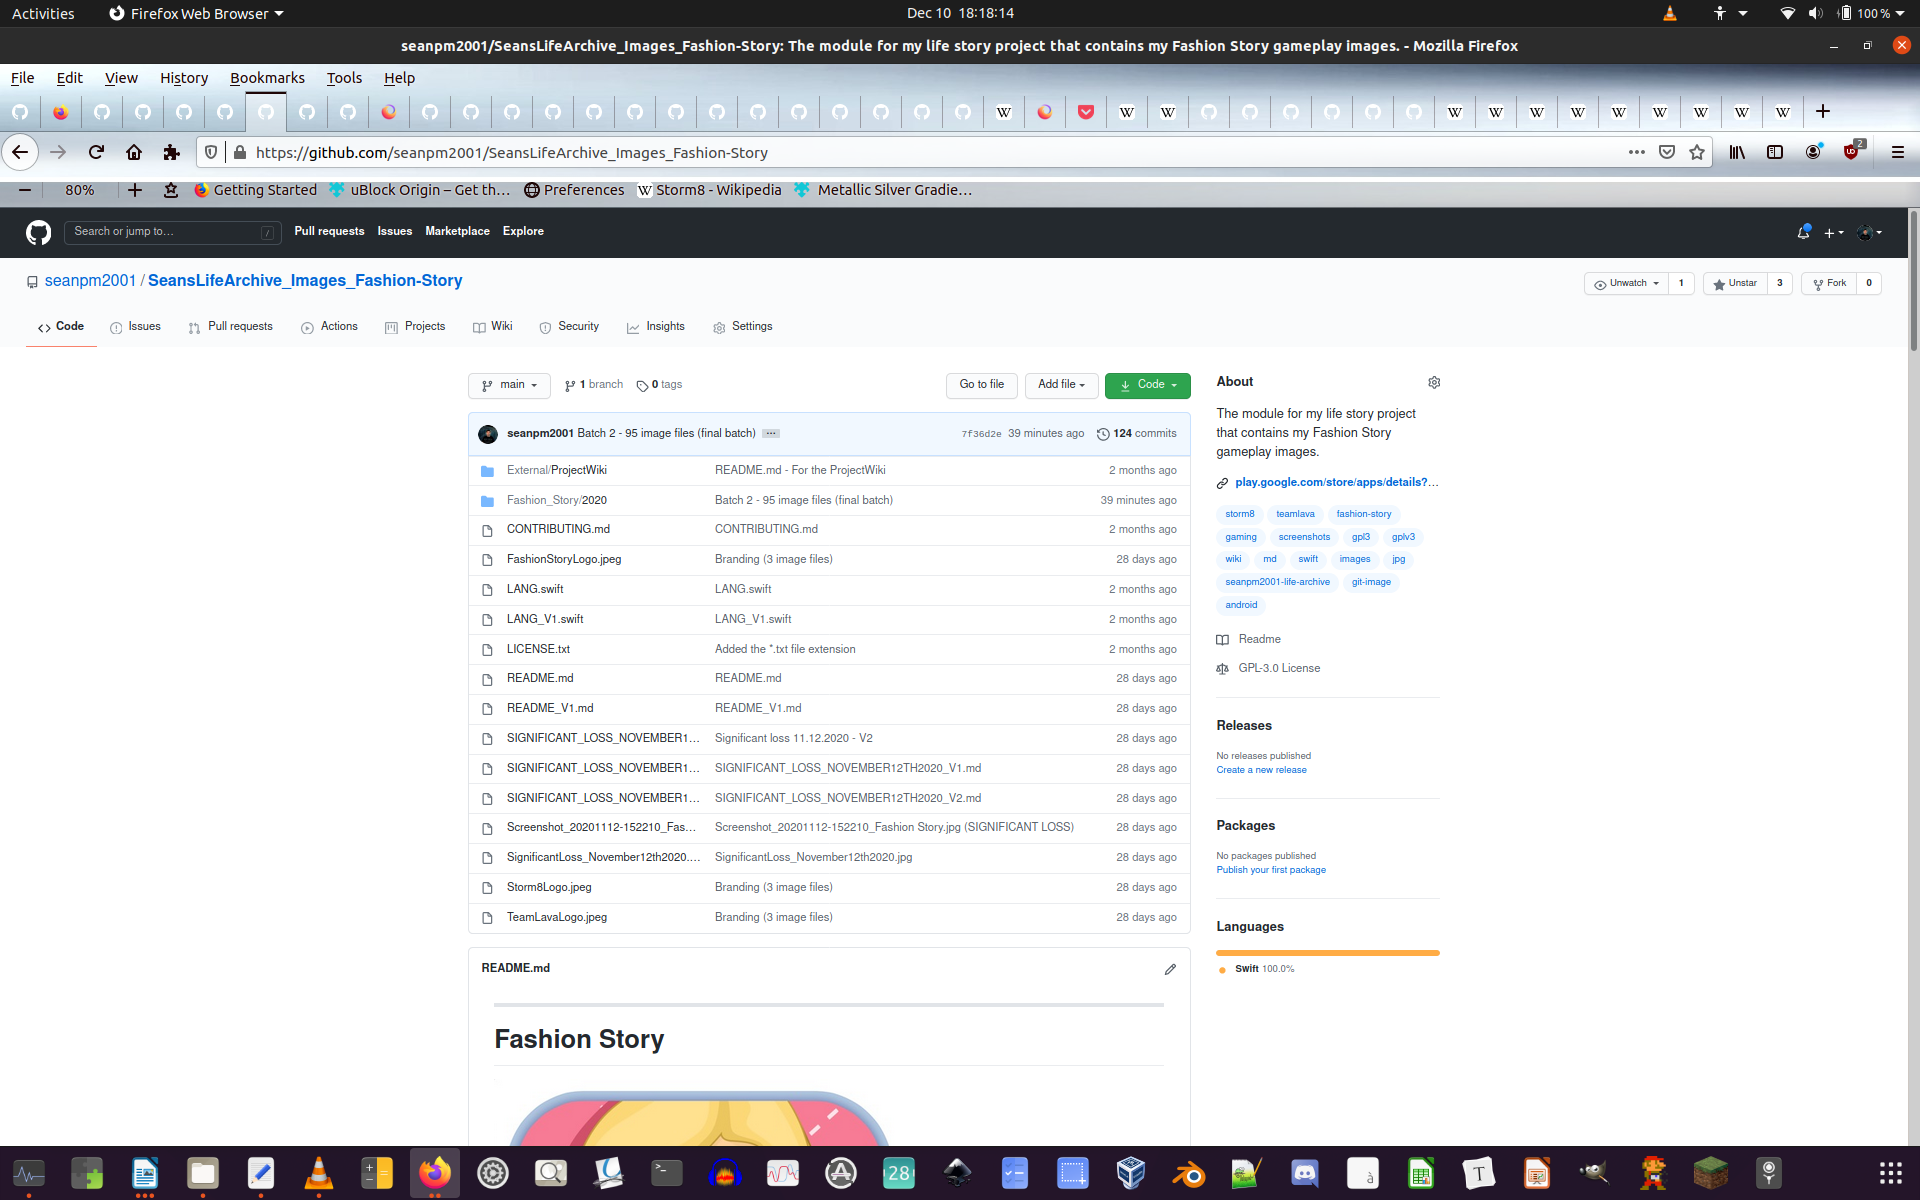 Activities Firefox Web Browser Dec 10 18:18:14 100 %
seanpm2001/SeansLifeArchive_Images_Fashion-Story: The module for my life story project that contains my Fashion Story gameplay images. - Mozilla Firefox
File Edit View History Bookmarks Tools Help
https://github.com/seanpm2001/SeansLifeArchive_Images_Fashion-Story 2
80% Getting Started uBlock Origin – Get th… Preferences Storm8 - Wikipedia Metallic Silver Gradie…
Search or jump to… / Pull requests Issues Marketplace Explore
seanpm2001 / SeansLifeArchive_Images_Fashion-Story Unwatch 1 Unstar 3 Fork 0
Code Issues Pull requests Actions Projects Wiki Security Insights Settings
main 1 branch 0 tags Go to file Add file Code
seanpm2001 Batch 2 - 95 image files (final batch) 7f36d2e 39 minutes ago 124 commits
External/ProjectWiki README.md - For the ProjectWiki 2 months ago
Fashion_Story/2020 Batch 2 - 95 image files (final batch) 39 minutes ago
CONTRIBUTING.md CONTRIBUTING.md 2 months ago
FashionStoryLogo.jpeg Branding (3 image files) 28 days ago
LANG.swift LANG.swift 2 months ago
LANG_V1.swift LANG_V1.swift 2 months ago
LICENSE.txt Added the *.txt file extension 2 months ago
README.md README.md 28 days ago
README_V1.md README_V1.md 28 days ago
SIGNIFICANT_LOSS_NOVEMBER1… Significant loss 11.12.2020 - V2 28 days ago
SIGNIFICANT_LOSS_NOVEMBER1… SIGNIFICANT_LOSS_NOVEMBER12TH2020_V1.md 28 days ago
SIGNIFICANT_LOSS_NOVEMBER1… SIGNIFICANT_LOSS_NOVEMBER12TH2020_V2.md 28 days ago
Screenshot_20201112-152210_Fas… Screenshot_20201112-152210_Fashion Story.jpg (SIGNIFICANT LOSS) 28 days ago
SignificantLoss_November12th2020.… SignificantLoss_November12th2020.jpg 28 days ago
Storm8Logo.jpeg Branding (3 image files) 28 days ago
TeamLavaLogo.jpeg Branding (3 image files) 28 days ago
README.md
Fashion Story
About
The module for my life story project
that contains my Fashion Story
gameplay images.
play.google.com/store/apps/details?…
storm8 teamlava fashion-story
gaming screenshots gpl3 gplv3
wiki md swift images jpg
seanpm2001-life-archive git-image
android
Readme
GPL-3.0 License
Releases
No releases published
Create a new release
Packages
No packages published
Publish your first package
Languages
Swift 100.0%
28